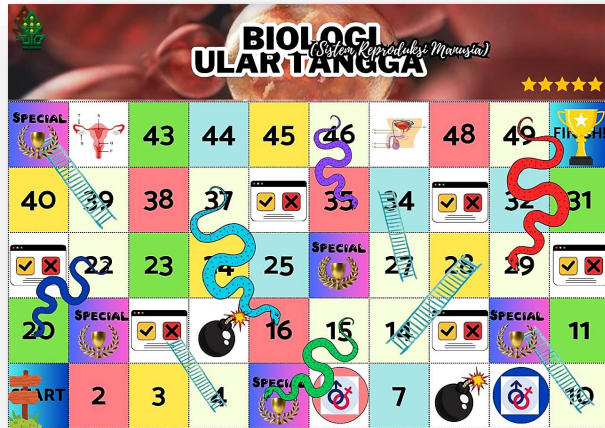 BIOLOGI
(Sistem Reproduksi Manusia)
ULAR TANGGA
SPECIAL 43 44 45 46 48 49 FINISH
40 39 38 37 35 34 32 31
22 23 24 25 SPECIAL 27 28 29
20 SPECIAL 16 15 14 SPECIAL 11
START 2 3 4 SPECIAL 7 10